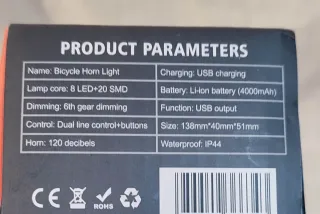 PRODUCT PARAMETERS
Name: Bicycle Horn Light
Charging: USB charging
Lamp core: 8 LED+20 SMD
Battery: Li-ion battery (4000mAh)
Dimming: 6th gear dimming
Function: USB output
Control: Dual line control+buttons
Size: 138mm*40mm*51mm
Horn: 120 decibels
Waterproof: IP44
CE
ROHS